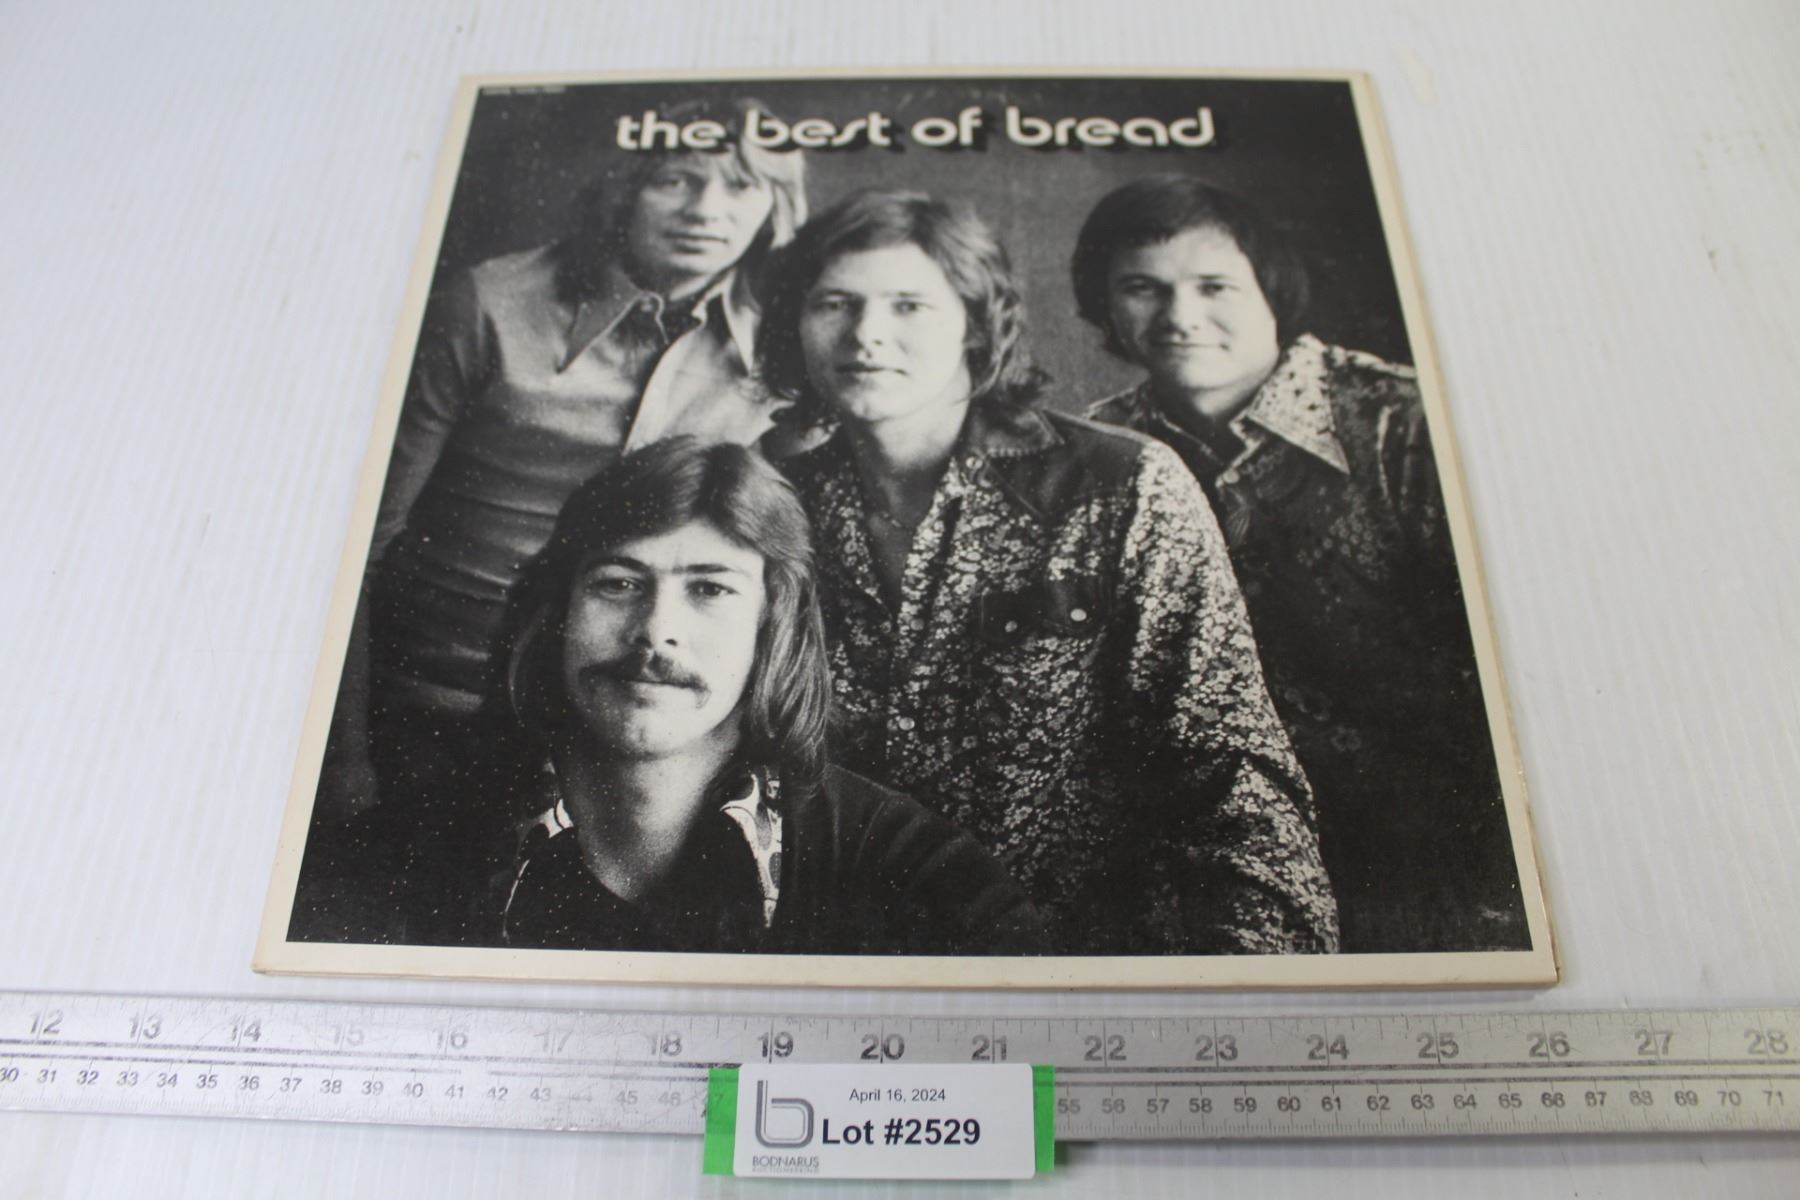 the best of bread
12 13 14 15 16 17 18 19 20 21 22 23 24 25 26 27 28
30 31 32 33 34 35 36 37 38 39 40 41 42 43 44 45 46 55 56 57 58 59 60 61 62 63 64 65 66 67 68 69 70 71
April 16, 2024
Lot #2529
BODNARUS
AUCTIONEERING